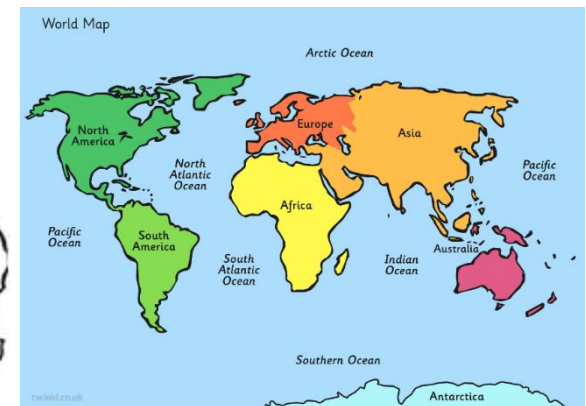 World Map
Arctic Ocean
North
America
Europe
Asia
North
Atlantic
Ocean
Pacific
Ocean
Africa
Pacific
Ocean
South
America
South
Atlantic
Ocean
Indian
Ocean
Australia
Southern Ocean
Antarctica
twinkl.co.uk